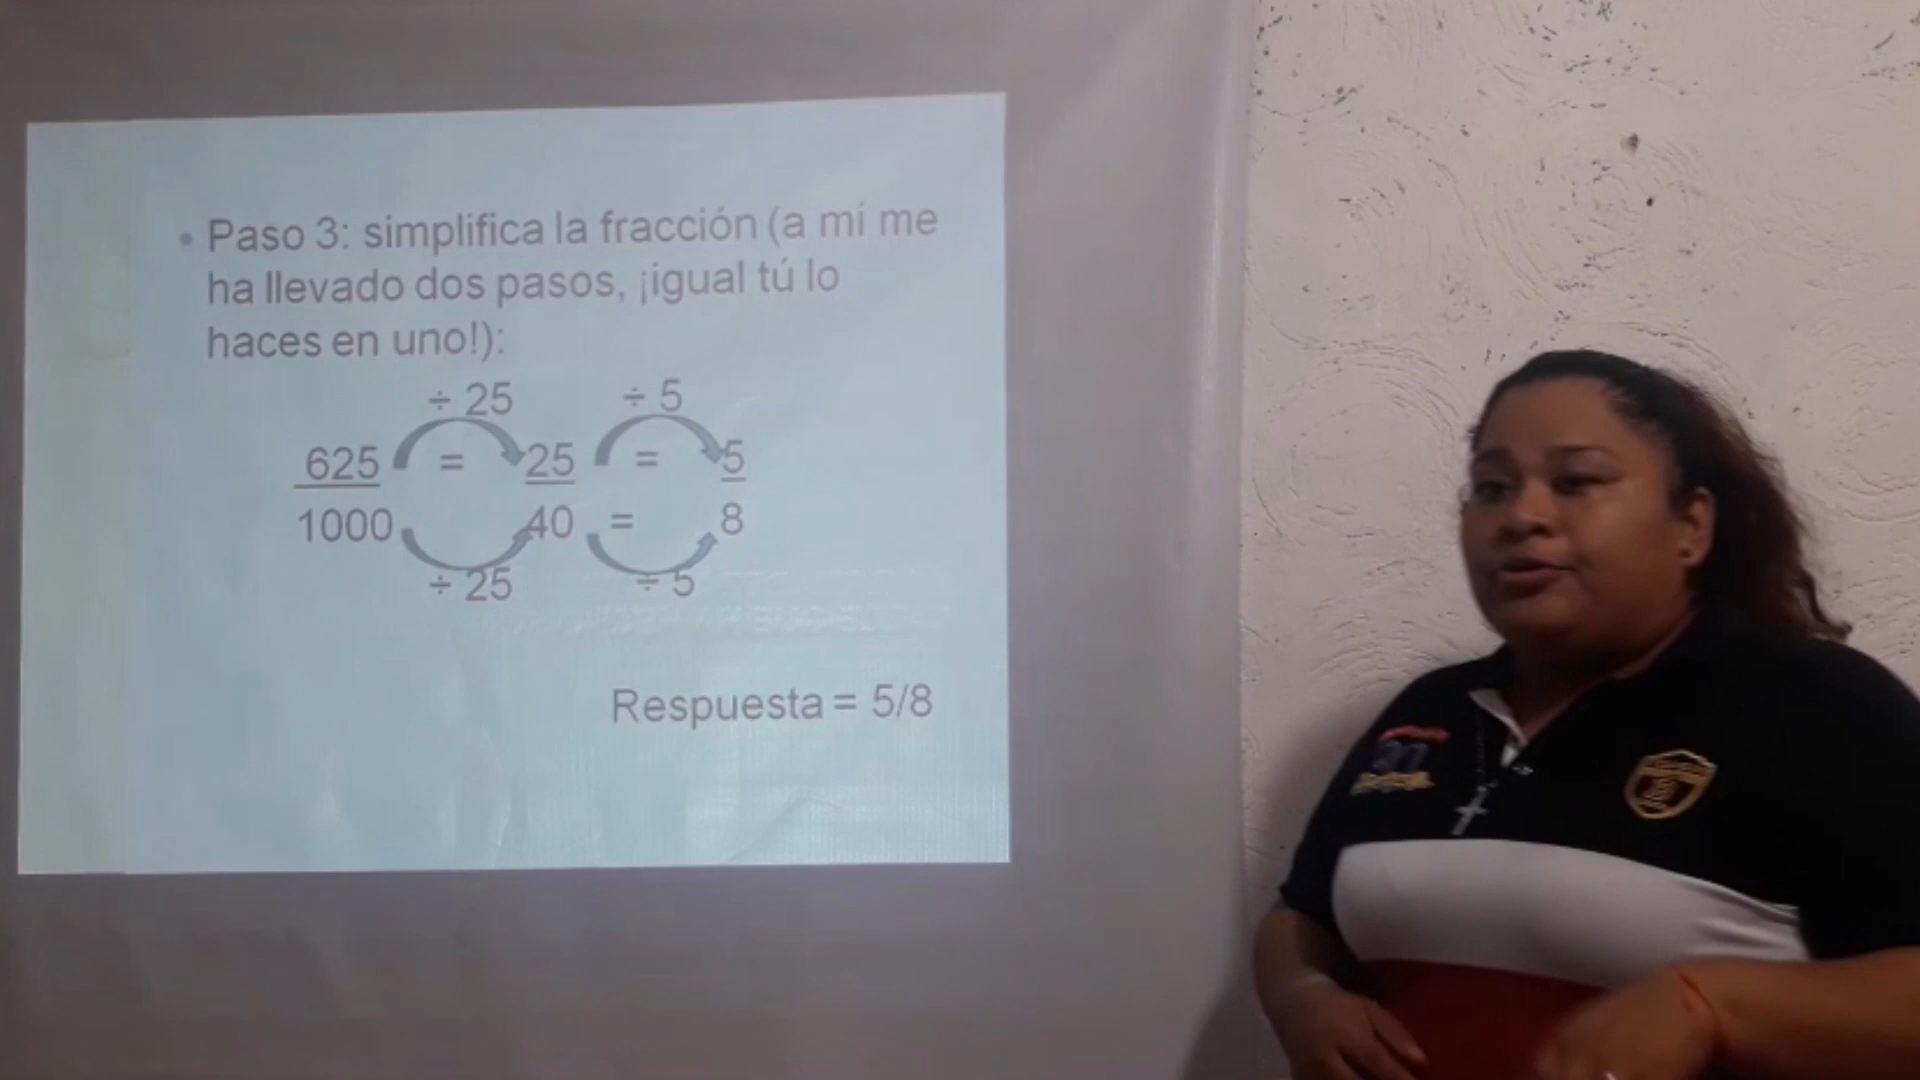 • Paso 3: simplifica la fracción (a mí me
ha llevado dos pasos, ¡igual tú lo
haces en uno!):
÷ 25 ÷ 5
625 = 25 = 5
1000 40 = 8
÷ 25 ÷ 5
Respuesta = 5/8